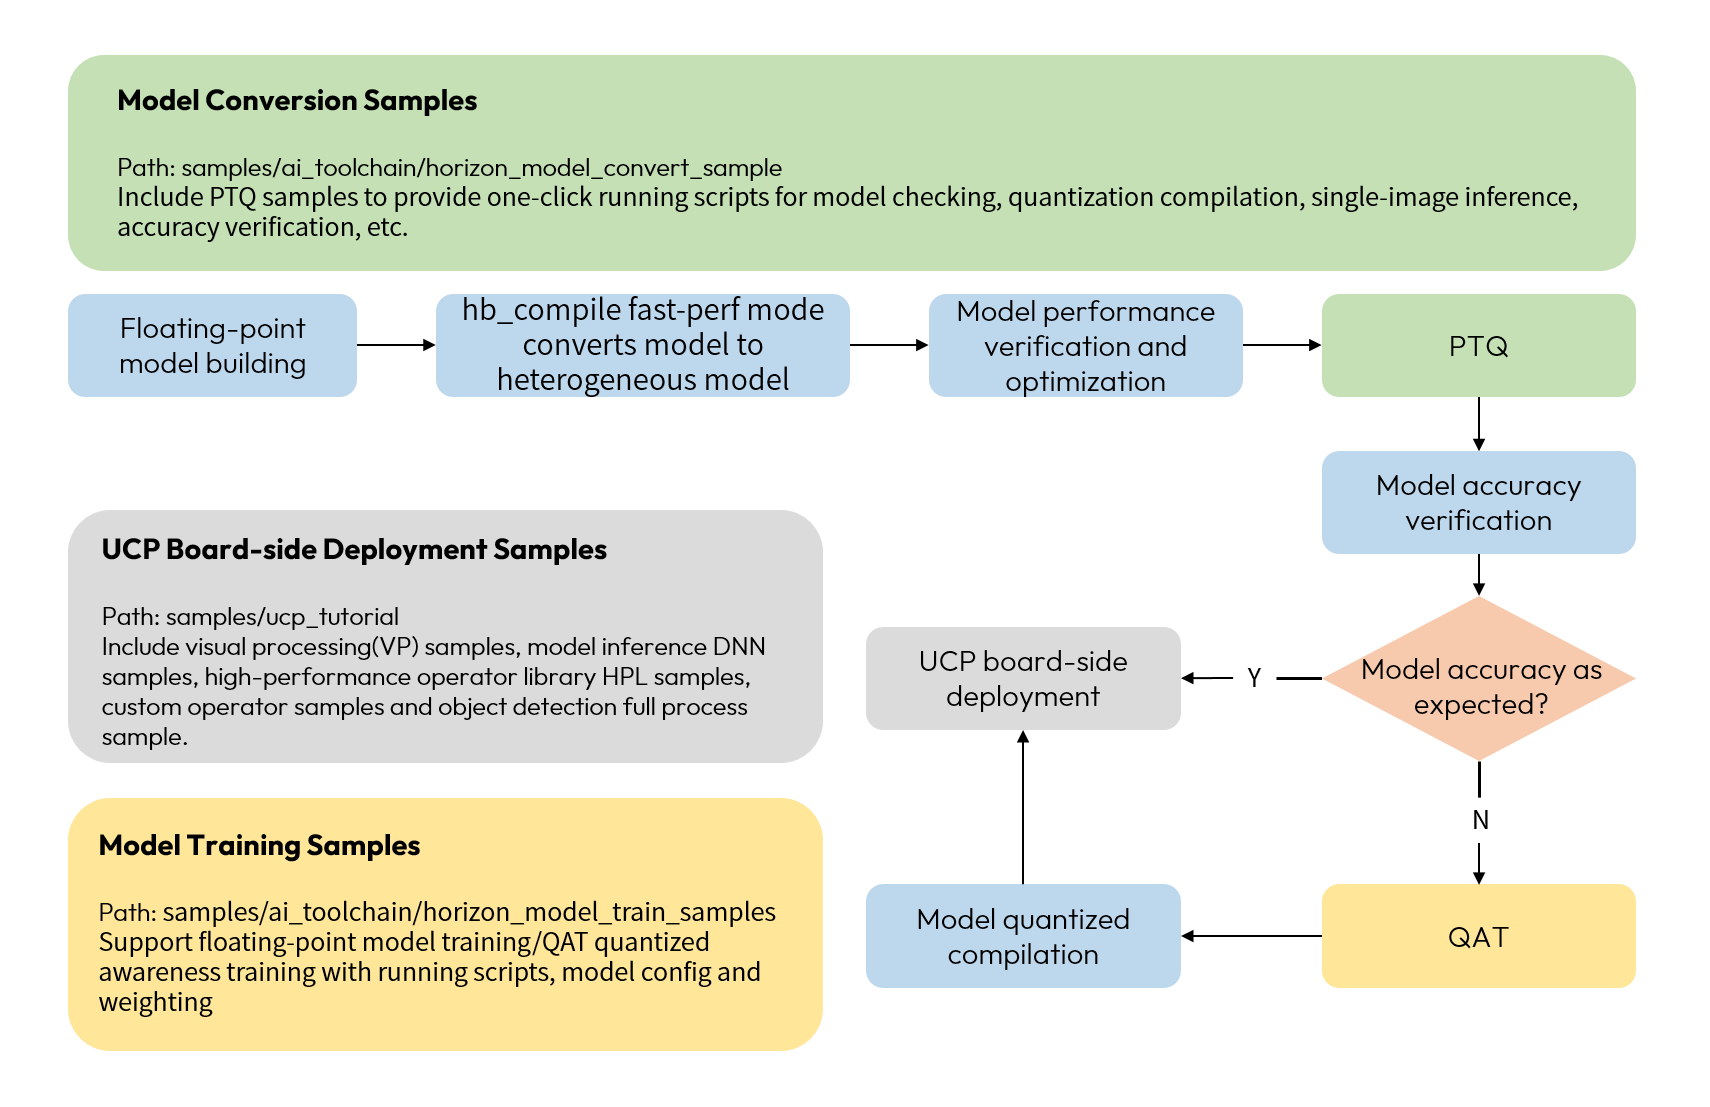 Model Conversion Samples
Path: samples/ai_toolchain/horizon_model_convert_sample
Include PTQ samples to provide one-click running scripts for model checking, quantization compilation, single-image inference,
accuracy verification, etc.
Floating-point
model building
hb_compile fast-perf mode
converts model to
heterogeneous model
Model performance
verification and
optimization
PTQ
Model accuracy
verification
UCP Board-side Deployment Samples
Path: samples/ucp_tutorial
Include visual processing(VP) samples, model inference DNN
samples, high-performance operator library HPL samples,
custom operator samples and object detection full process
sample.
UCP board-side
deployment
Y
Model accuracy as
expected?
N
Model Training Samples
Path: samples/ai_toolchain/horizon_model_train_samples
Support floating-point model training/QAT quantized
awareness training with running scripts, model config and
weighting
Model quantized
compilation
QAT